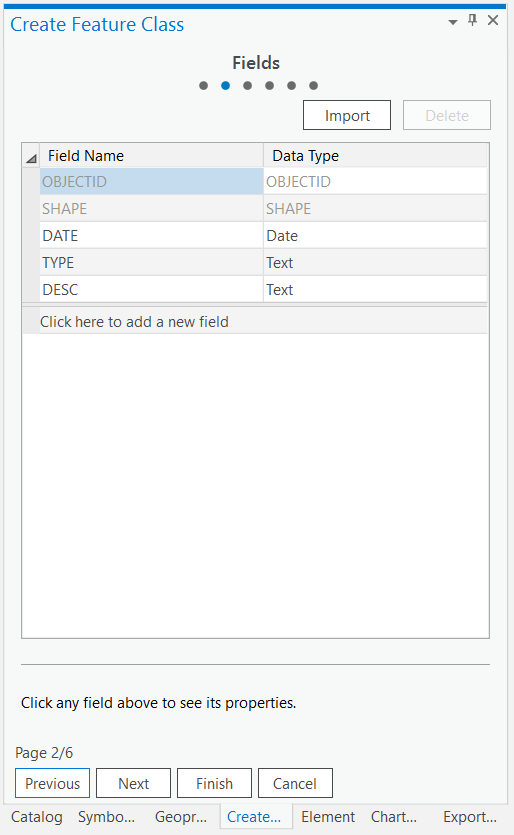 Create Feature Class
Fields
Import Delete
Field Name Data Type
OBJECTID OBJECTID
SHAPE SHAPE
DATE Date
TYPE Text
DESC Text
Click here to add a new field
Click any field above to see its properties.
Page 2/6
Previous Next Finish Cancel
Catalog Symbo... Geopr... Create... Element Chart... Export...